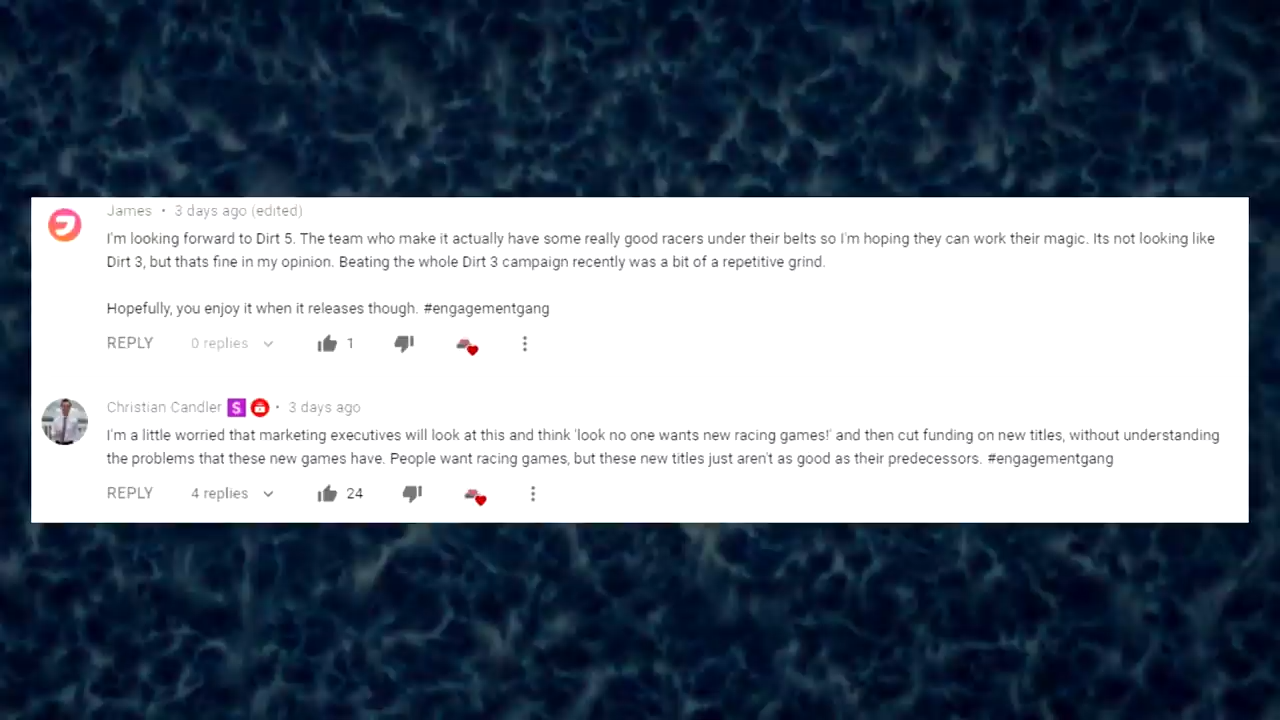 James • 3 days ago (edited)
I'm looking forward to Dirt 5. The team who make it actually have some really good racers under their belts so I'm hoping they can work their magic. Its not looking like
Dirt 3, but thats fine in my opinion. Beating the whole Dirt 3 campaign recently was a bit of a repetitive grind.
Hopefully, you enjoy it when it releases though. #engagementgang
REPLY 0 replies 1
Christian Candler S • 3 days ago
I'm a little worried that marketing executives will look at this and think 'look no one wants new racing games!' and then cut funding on new titles, without understanding
the problems that these new games have. People want racing games, but these new titles just aren't as good as their predecessors. #engagementgang
REPLY 4 replies 24